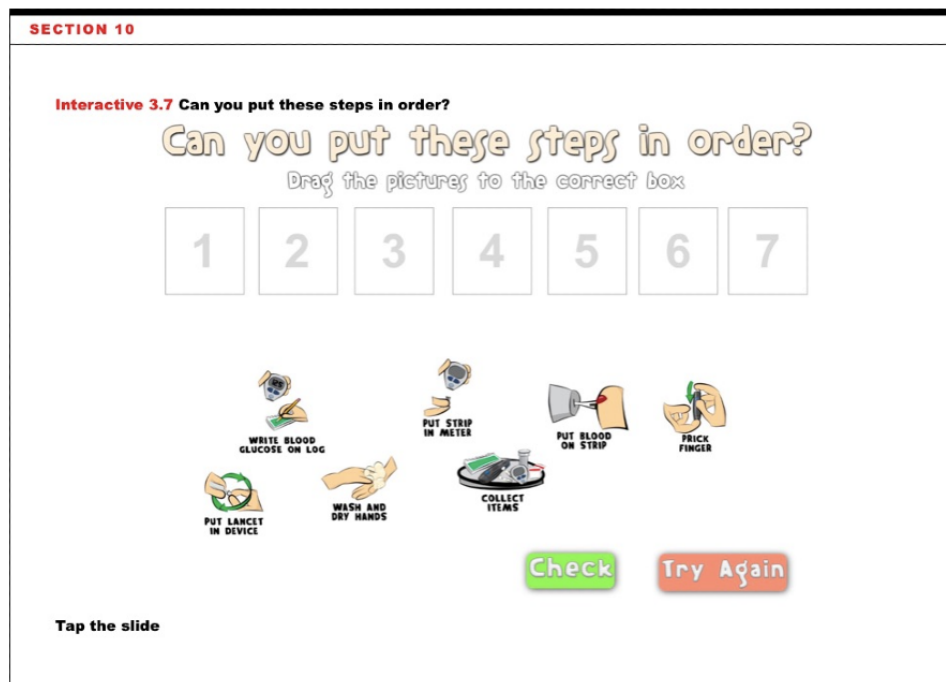 SECTION 10
Interactive 3.7 Can you put these steps in order?
Can you put these steps in order?
Drag the pictures to the correct box
1 2 3 4 5 6 7
WRITE BLOOD
GLUCOSE ON LOG
PUT STRIP
IN METER
PUT BLOOD
ON STRIP
PRICK
FINGER
PUT LANCET
IN DEVICE
WASH AND
DRY HANDS
COLLECT
ITEMS
Check Try Again
Tap the slide